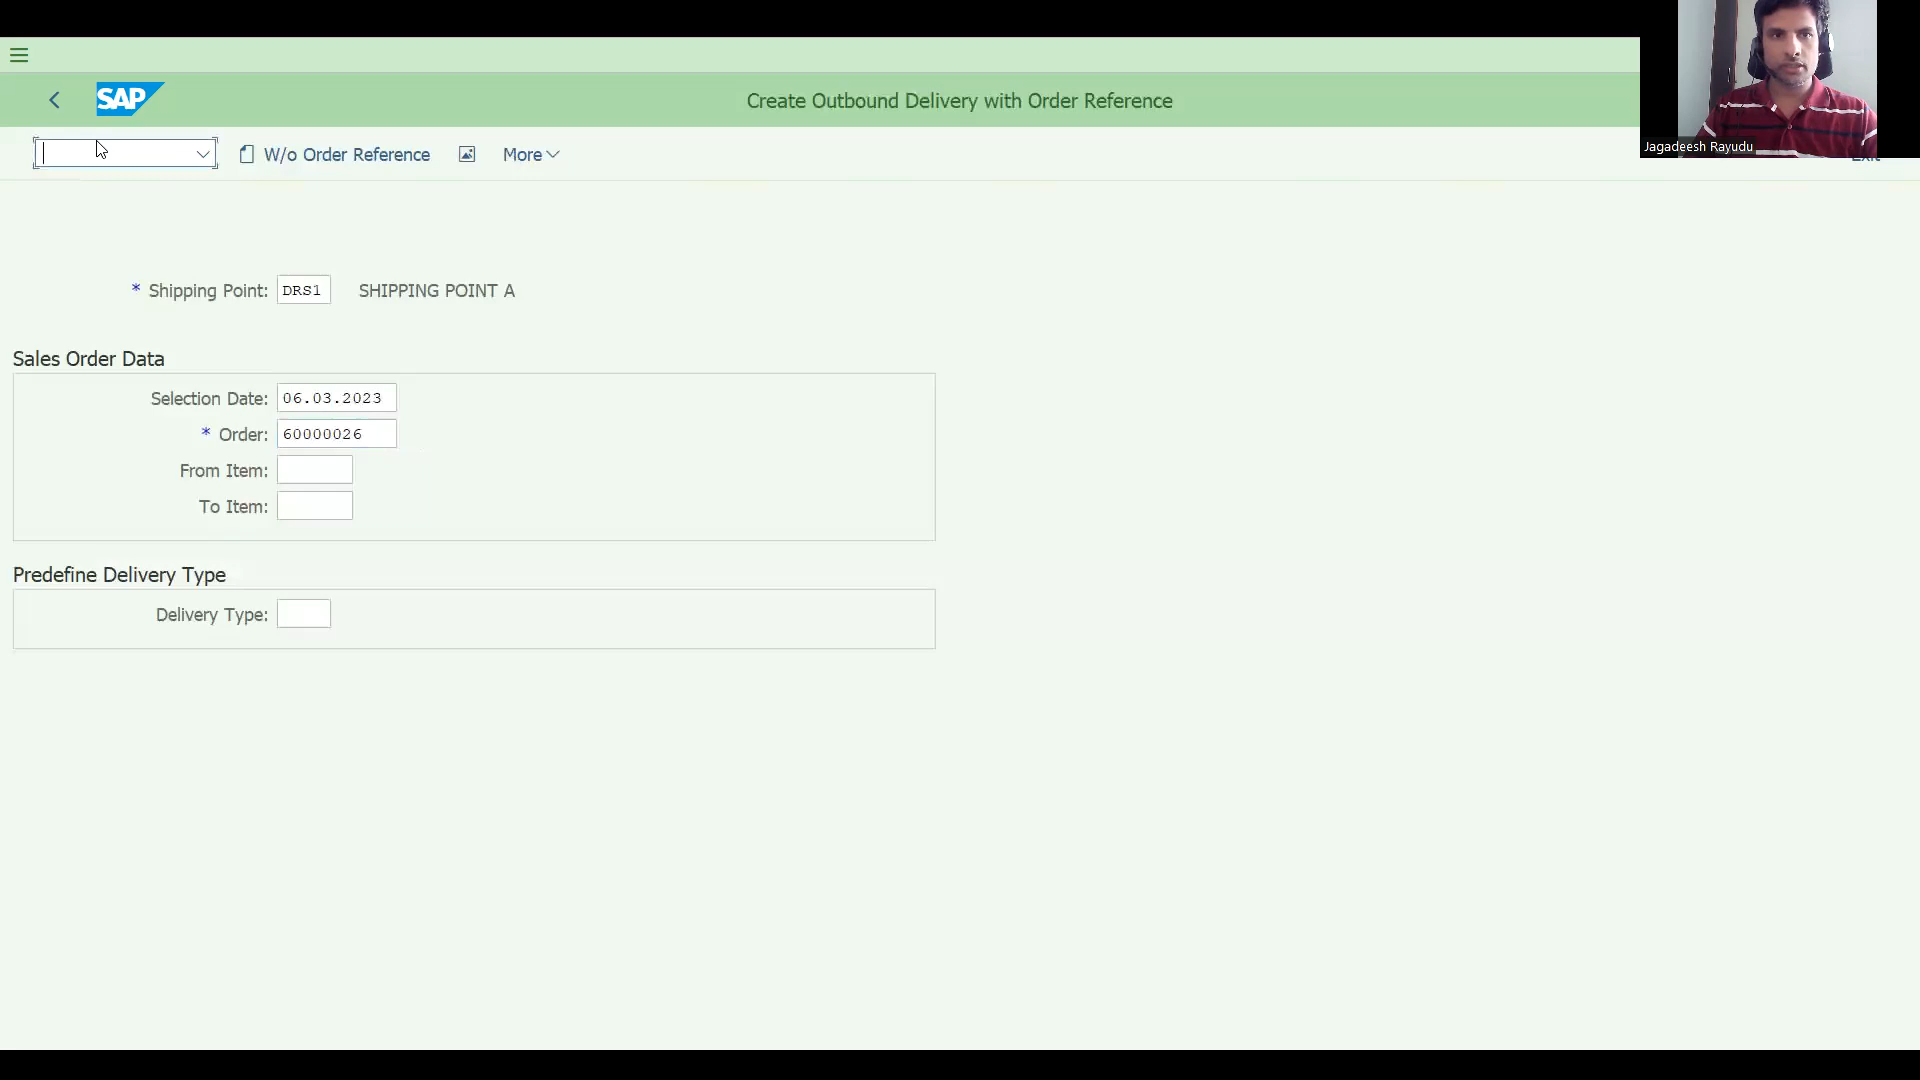 SAP
Create Outbound Delivery with Order Reference
W/o Order Reference
More
Jagadeesh Rayudu
* Shipping Point: DRS1 SHIPPING POINT A
Sales Order Data
Selection Date: 06.03.2023
* Order: 60000026
From Item:
To Item:
Predefine Delivery Type
Delivery Type: